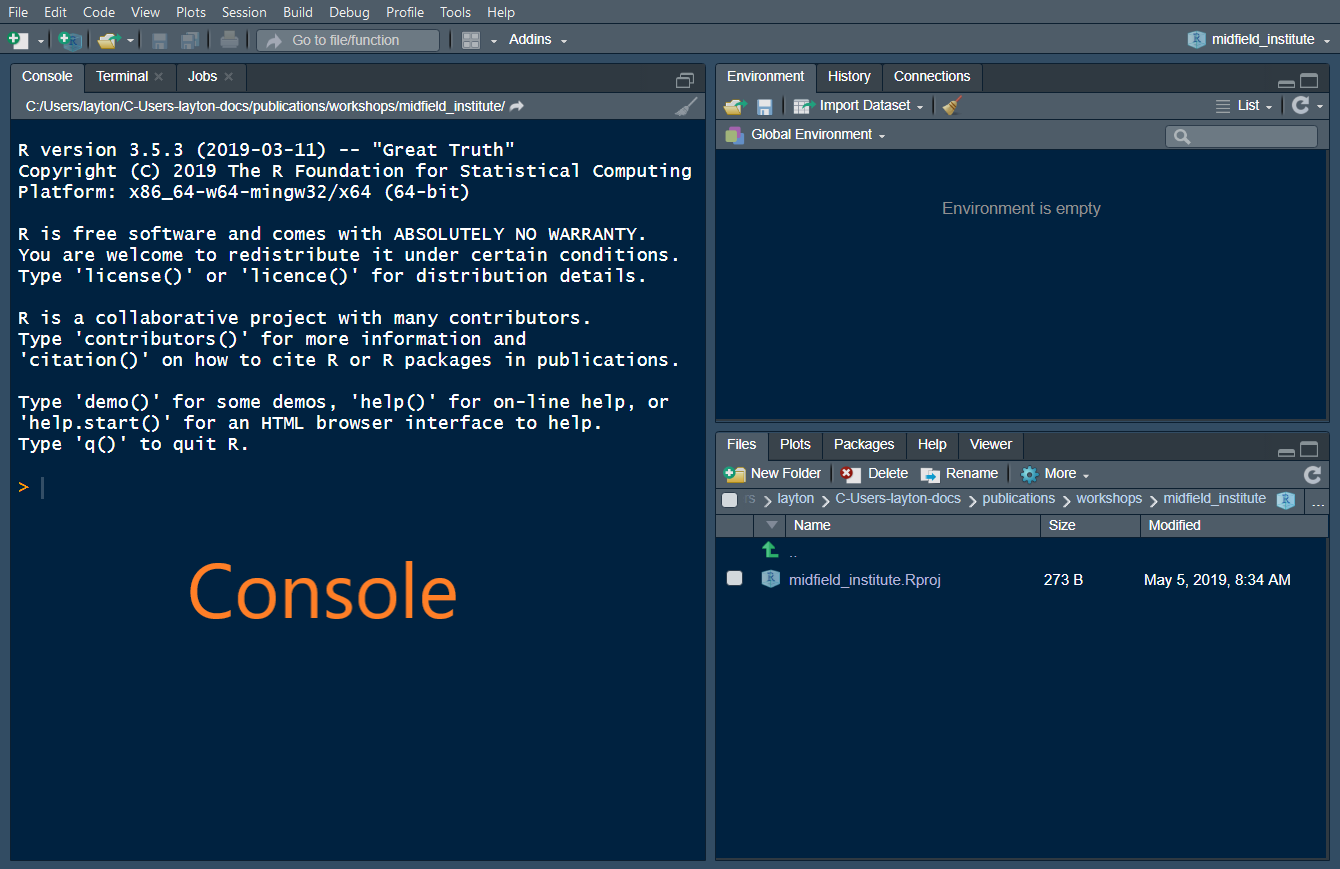 File Edit Code View Plots Session Build Debug Profile Tools Help
Go to file/function Addins midfield_institute
Console Terminal Jobs
C:/Users/layton/C-Users-layton-docs/publications/workshops/midfield_institute/
R version 3.5.3 (2019-03-11) -- "Great Truth"
Copyright (C) 2019 The R Foundation for Statistical Computing
Platform: x86_64-w64-mingw32/x64 (64-bit)
R is free software and comes with ABSOLUTELY NO WARRANTY.
You are welcome to redistribute it under certain conditions.
Type 'license()' or 'licence()' for distribution details.
R is a collaborative project with many contributors.
Type 'contributors()' for more information and
'citation()' on how to cite R or R packages in publications.
Type 'demo()' for some demos, 'help()' for on-line help, or
'help.start()' for an HTML browser interface to help.
Type 'q()' to quit R.
>
Console
Environment History Connections
Import Dataset List
Global Environment
Environment is empty
Files Plots Packages Help Viewer
New Folder Delete Rename More
rs layton C-Users-layton-docs publications workshops midfield_institute R ...
Name Size Modified
..
R midfield_institute.Rproj 273 B May 5, 2019, 8:34 AM